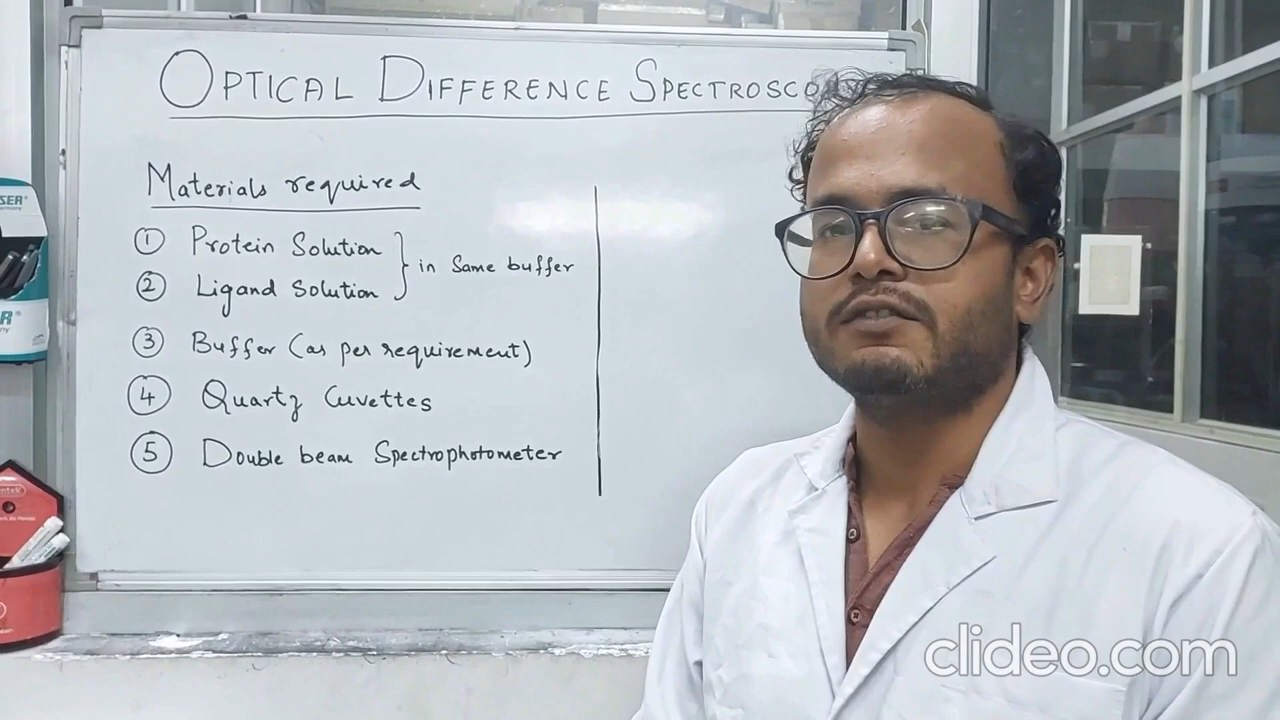 OPTICAL DIFFERENCE
Materials required
① Protein Solution
② Ligand Solution
} in Same buffer
③ Buffer (as per requirement)
④ Quartz Cuvettes
⑤ Double beam Spectrophotometer
SER®
R®
clideo.com